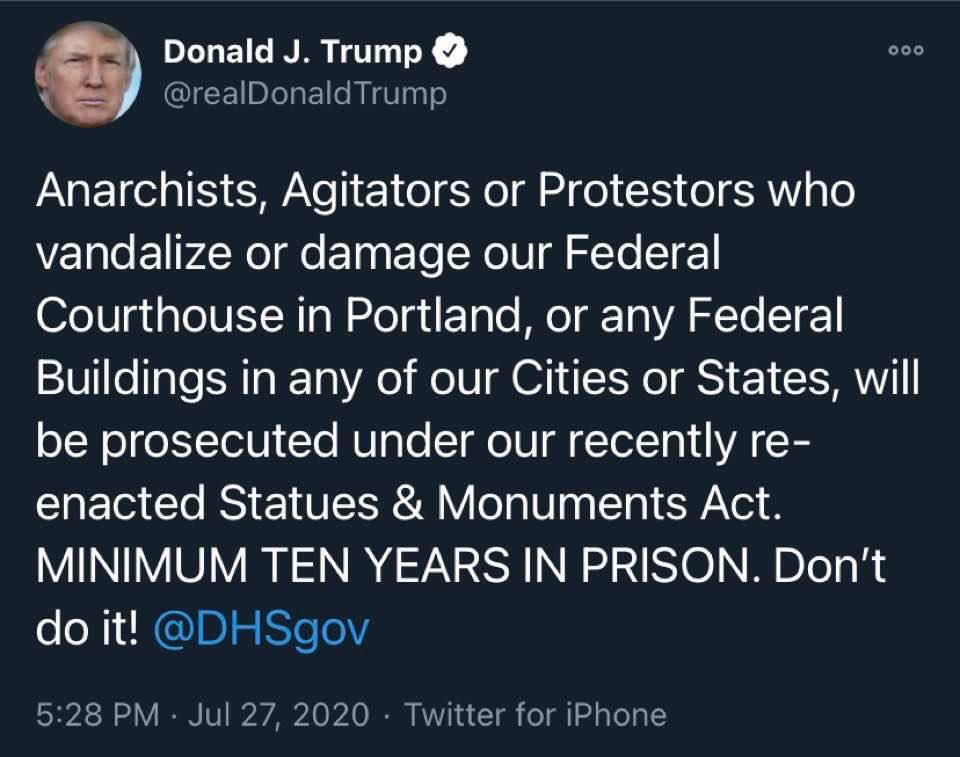 Donald J. Trump
@realDonaldTrump
Anarchists, Agitators or Protestors who
vandalize or damage our Federal
Courthouse in Portland, or any Federal
Buildings in any of our Cities or States, will
be prosecuted under our recently re-
enacted Statues & Monuments Act.
MINIMUM TEN YEARS IN PRISON. Don’t
do it! @DHSgov
5:28 PM · Jul 27, 2020 · Twitter for iPhone